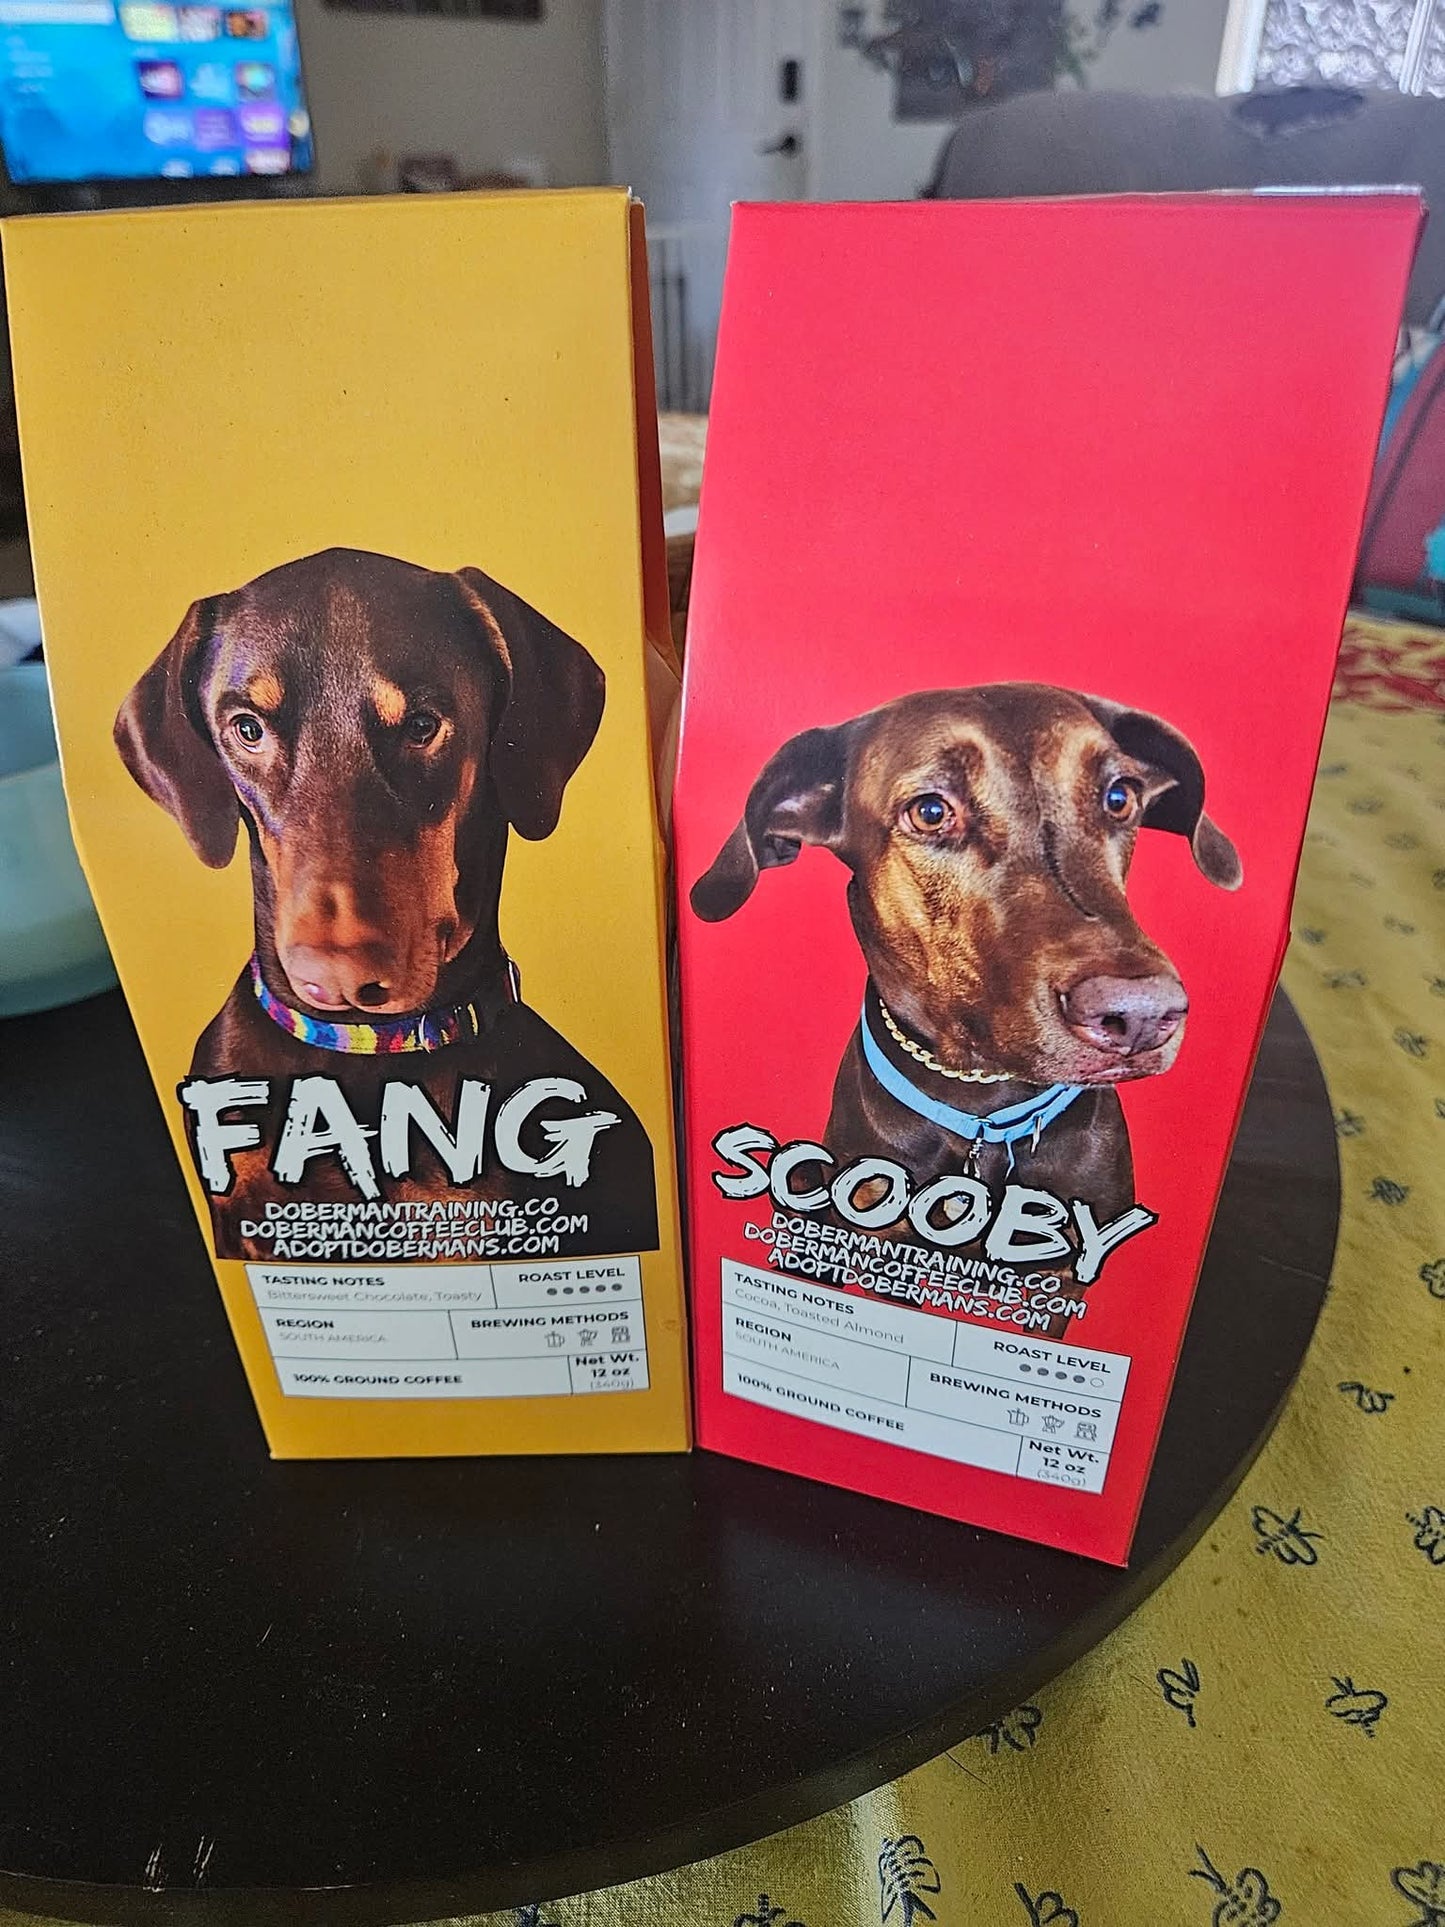 FANG
DOBERMANTRAINING.CO
DOBERMANCOFFEECLUB.COM
ADOPTDOBERMANS.COM
TASTING NOTES
Bittersweet Chocolate, Toasty
ROAST LEVEL
REGION
SOUTH AMERICA
BREWING METHODS
100% GROUND COFFEE
Net Wt.
12 oz
(340g)
SCOOBY
DOBERMANTRAINING.CO
DOBERMANCOFFEECLUB.COM
ADOPTDOBERMANS.COM
TASTING NOTES
Cocoa, Toasted Almond
ROAST LEVEL
REGION
SOUTH AMERICA
BREWING METHODS
100% GROUND COFFEE
Net Wt.
12 oz
(340g)